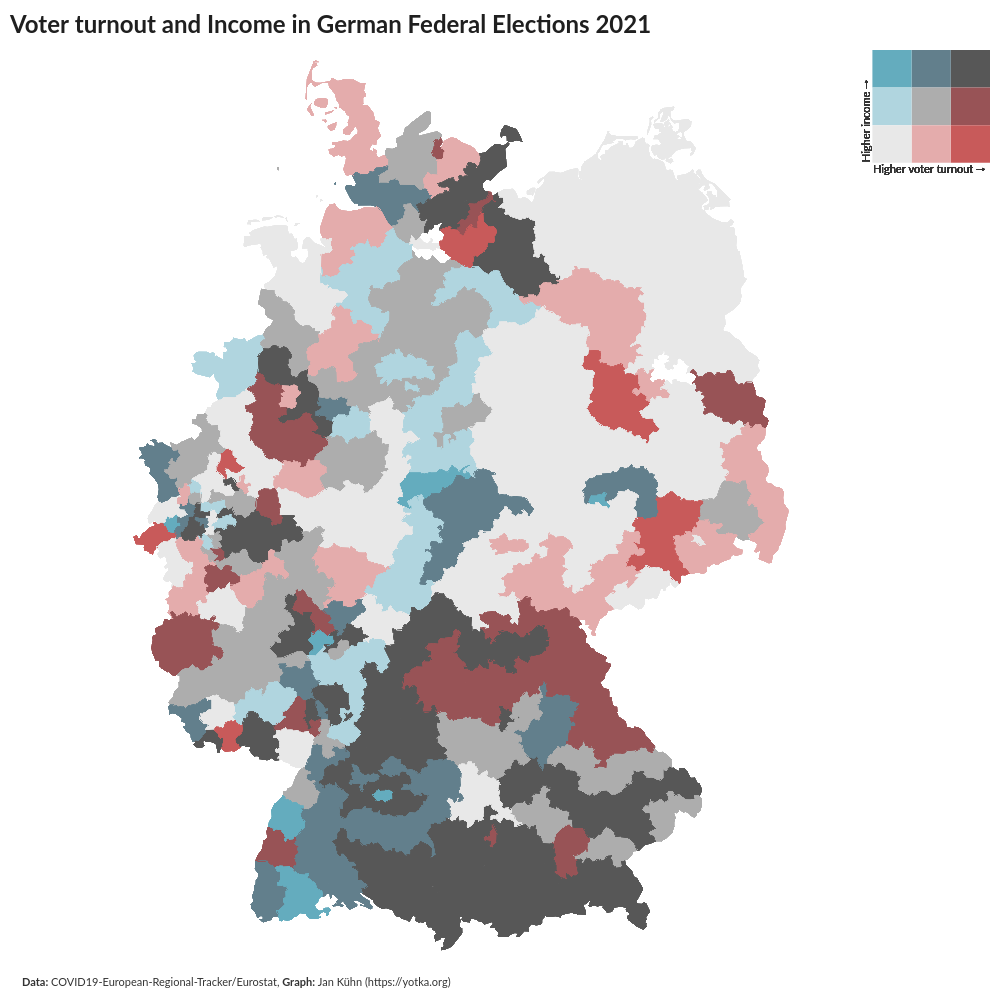 Voter turnout and Income in German Federal Elections 2021
Higher income →
Higher voter turnout →
Data: COVID19-European-Regional-Tracker/Eurostat, Graph: Jan Kühn (https://yotka.org)